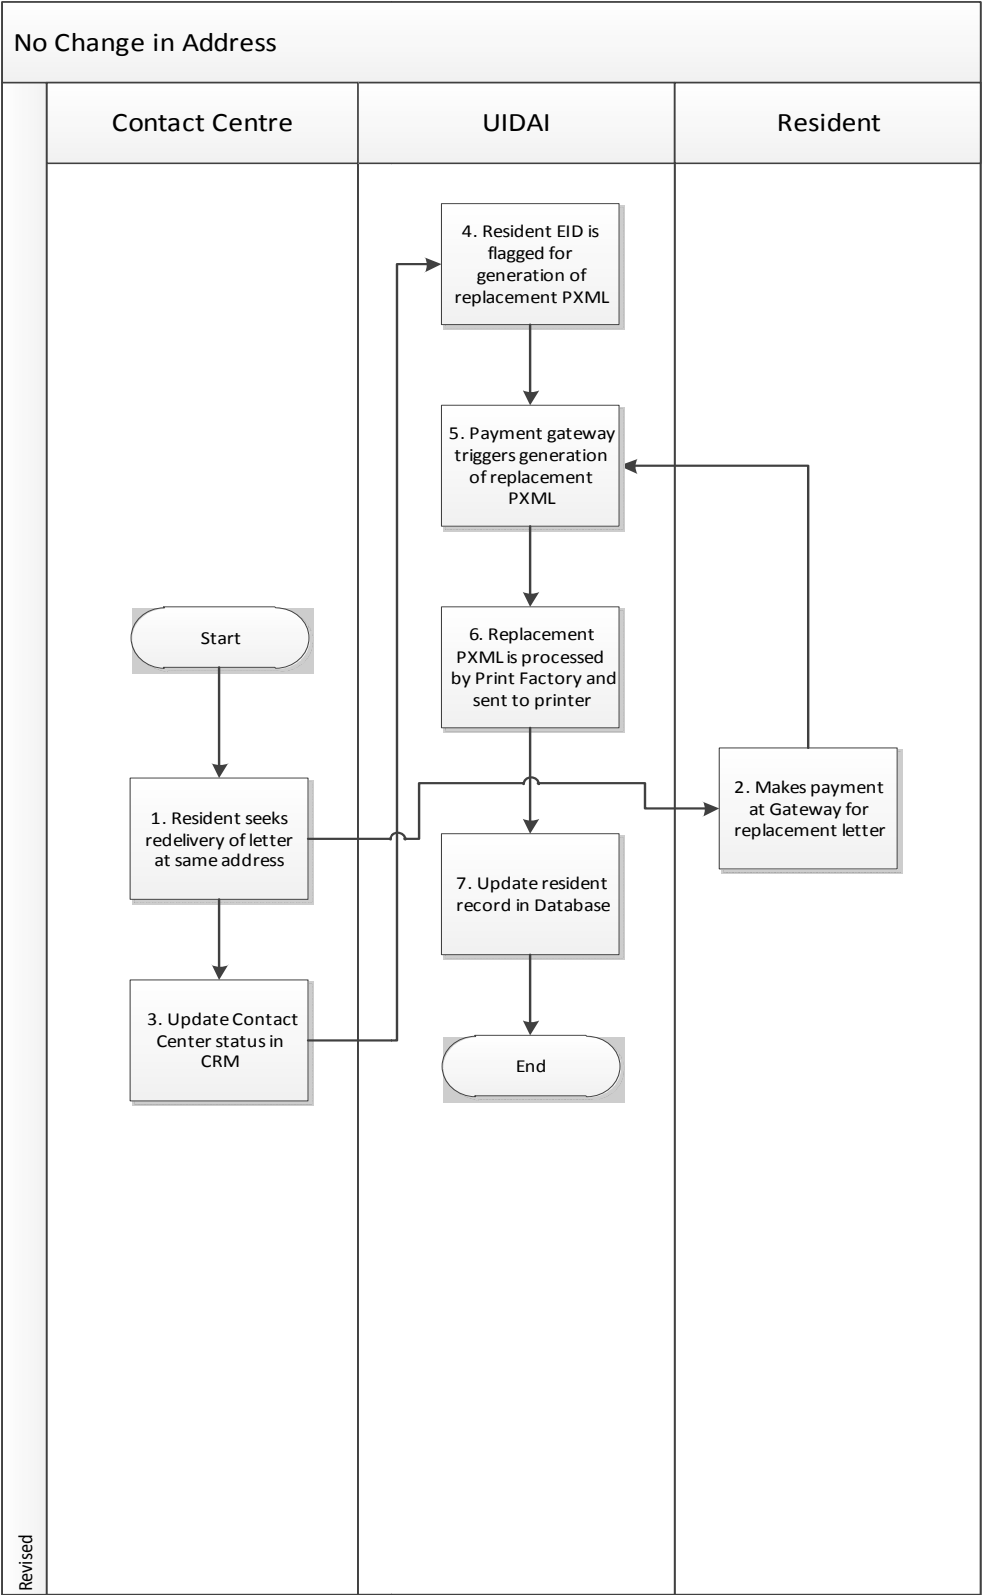 No Change in Address
Contact Centre
UIDAI
Resident
4. Resident EID is
flagged for
generation of
replacement PXML
5. Payment gateway
triggers generation
of replacement
PXML
Start
6. Replacement
PXML is processed
by Print Factory and
sent to printer
1. Resident seeks
redelivery of letter
at same address
2. Makes payment
at Gateway for
replacement letter
7. Update resident
record in Database
3. Update Contact
Center status in
CRM
End
Revised